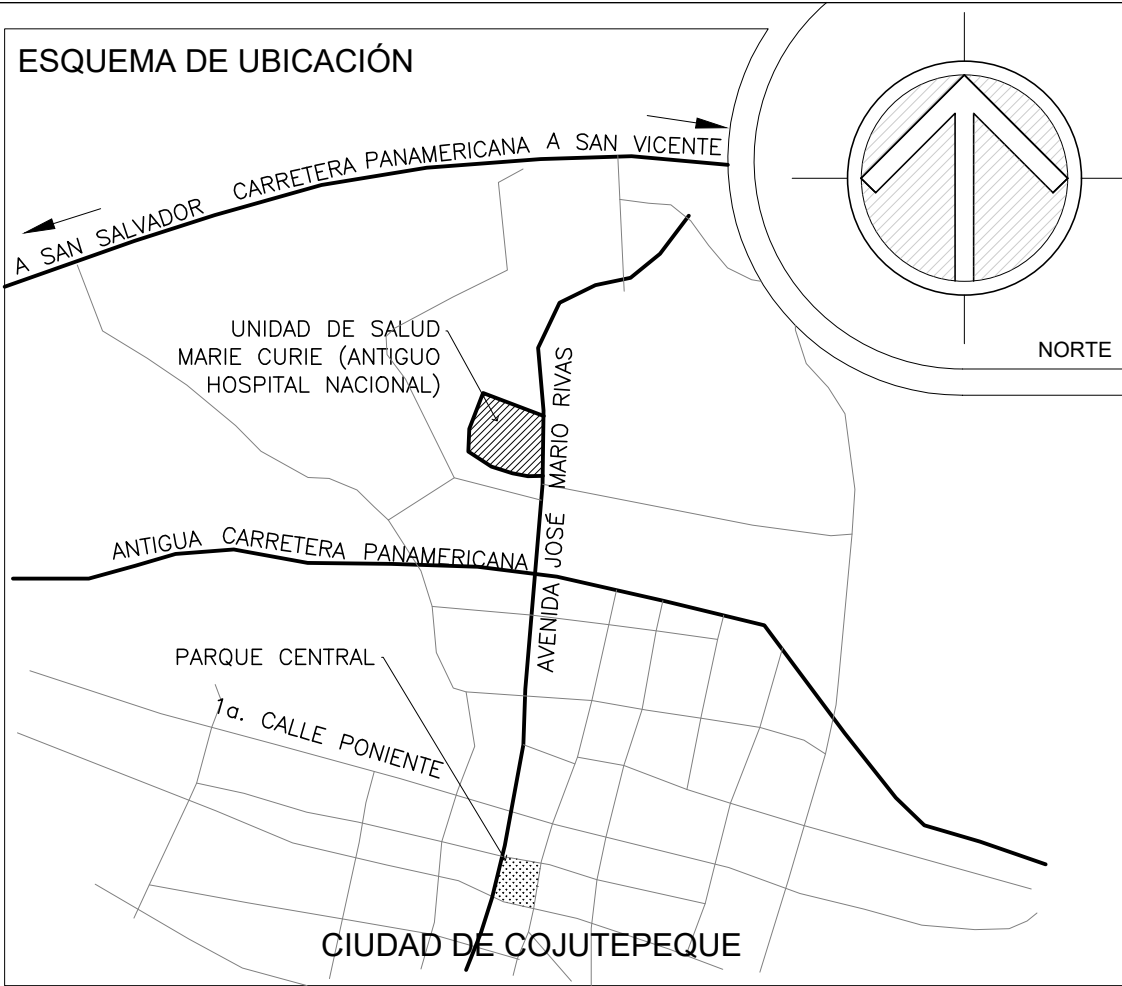 ESQUEMA DE UBICACIÓN
A SAN SALVADOR CARRETERA PANAMERICANA A SAN VICENTE
NORTE
UNIDAD DE SALUD
MARIE CURIE (ANTIGUO
HOSPITAL NACIONAL)
AVENIDA JOSÉ MARIO RIVAS
ANTIGUA CARRETERA PANAMERICANA
PARQUE CENTRAL
1a. CALLE PONIENTE
CIUDAD DE COJUTEPEQUE